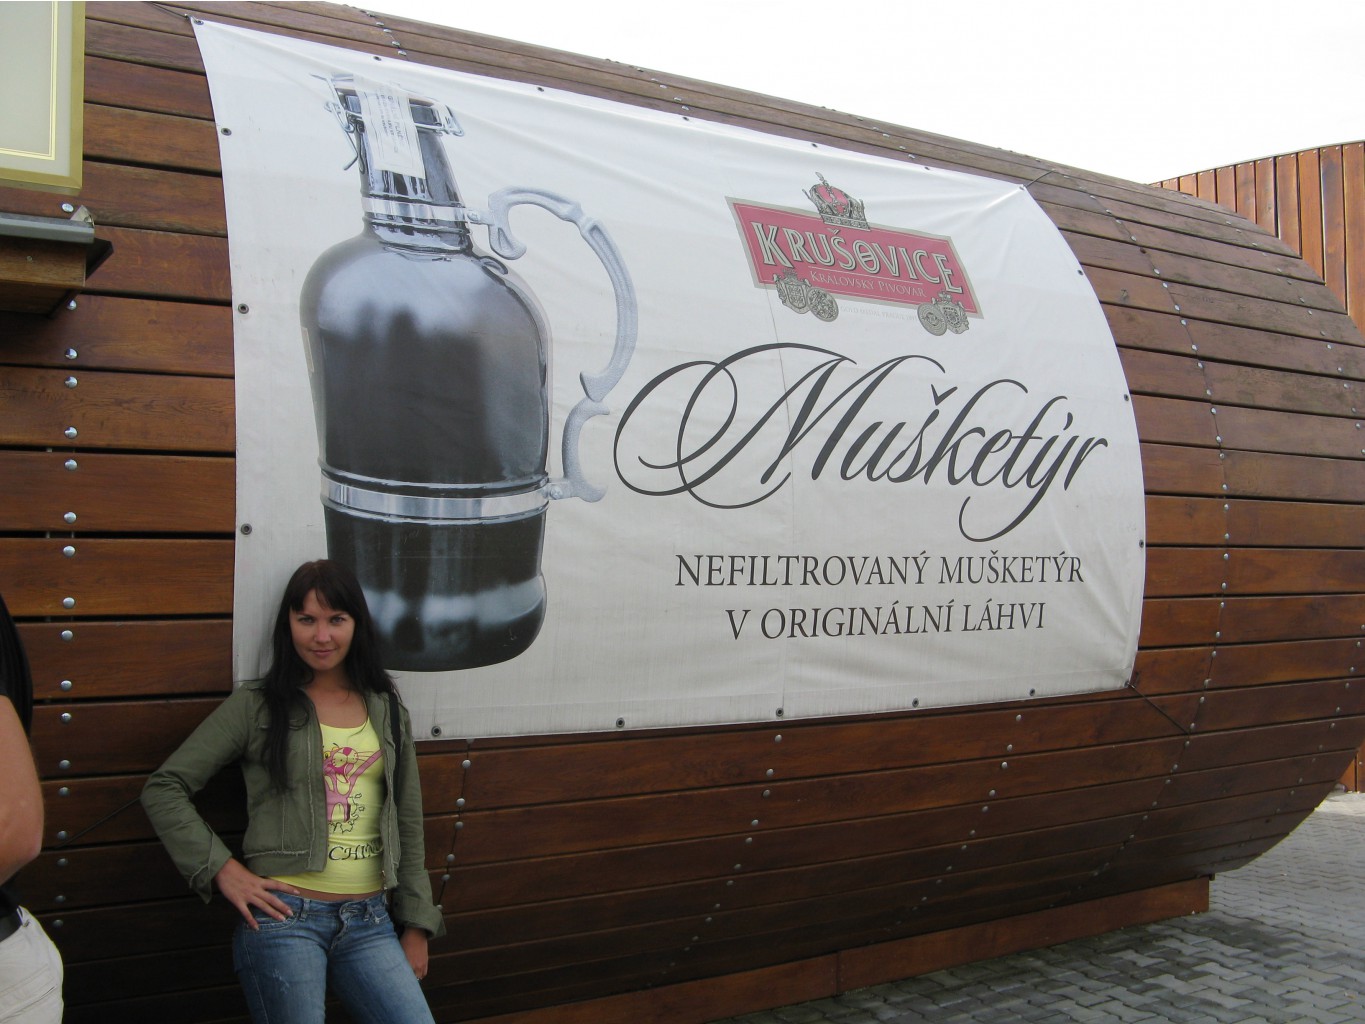 KRUŠOVICE
KRÁLOVSKÝ PIVOVAR
Mušketýr
NEFILTROVANÝ MUŠKETÝR
V ORIGINÁLNÍ LÁHVI